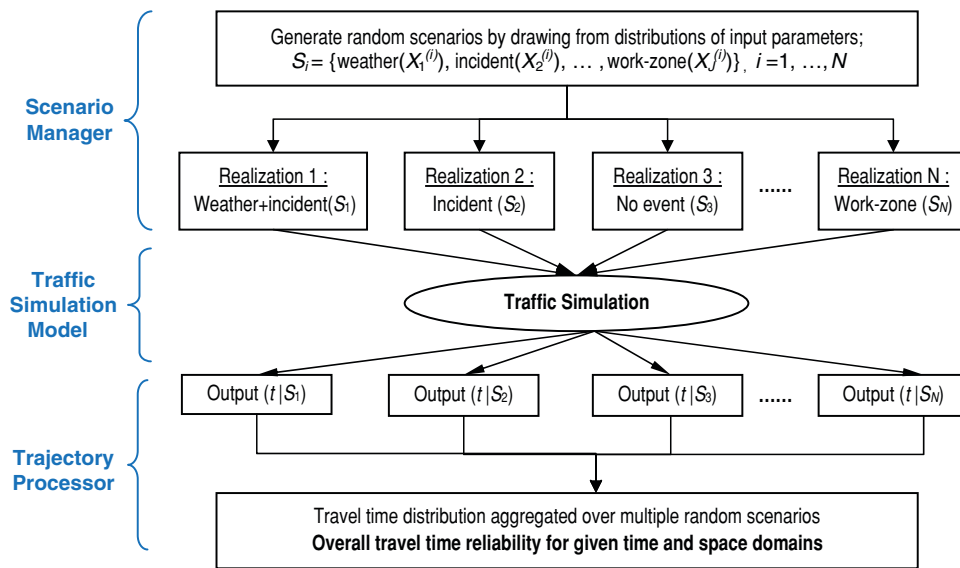 Generate random scenarios by drawing from distributions of input parameters;
Sᵢ = {weather(X₁⁽ⁱ⁾), incident(X₂⁽ⁱ⁾), … , work-zone(X_J⁽ⁱ⁾)}, i =1, …, N
Scenario
Manager
Realization 1 :
Weather+incident(S₁)
Realization 2 :
Incident (S₂)
Realization 3 :
No event (S₃)
......
Realization N :
Work-zone (S_N)
Traffic
Simulation
Model
Traffic Simulation
Trajectory
Processor
Output (t |S₁)
Output (t |S₂)
Output (t |S₃)
......
Output (t |S_N)
Travel time distribution aggregated over multiple random scenarios
Overall travel time reliability for given time and space domains